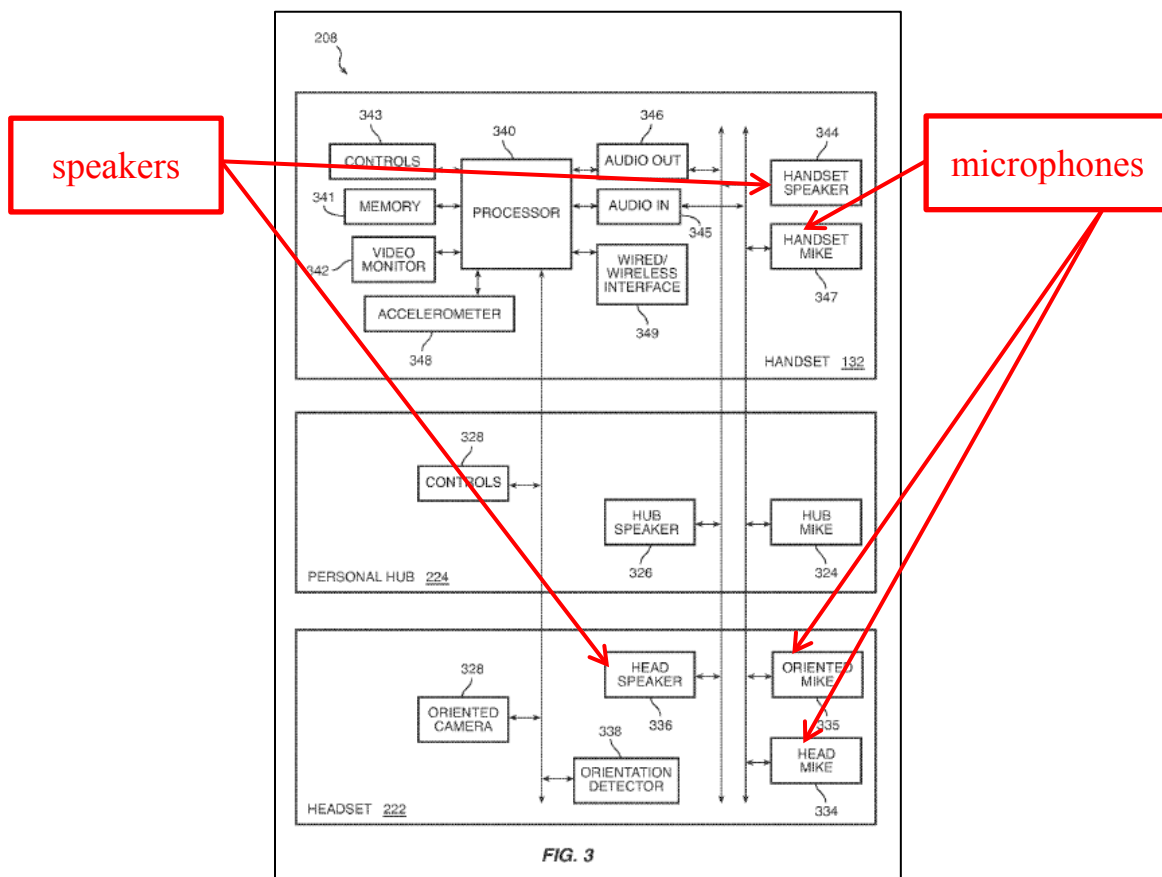 208
speakers
microphones
343
CONTROLS
341
MEMORY
342
VIDEO
MONITOR
ACCELEROMETER
348
340
PROCESSOR
346
AUDIO OUT
AUDIO IN
345
WIRED/
WIRELESS
INTERFACE
349
344
HANDSET
SPEAKER
HANDSET
MIKE
347
HANDSET 132
328
CONTROLS
HUB
SPEAKER
326
HUB
MIKE
324
PERSONAL HUB 224
328
ORIENTED
CAMERA
HEAD
SPEAKER
336
338
ORIENTATION
DETECTOR
ORIENTED
MIKE
335
HEAD
MIKE
334
HEADSET 222
FIG. 3